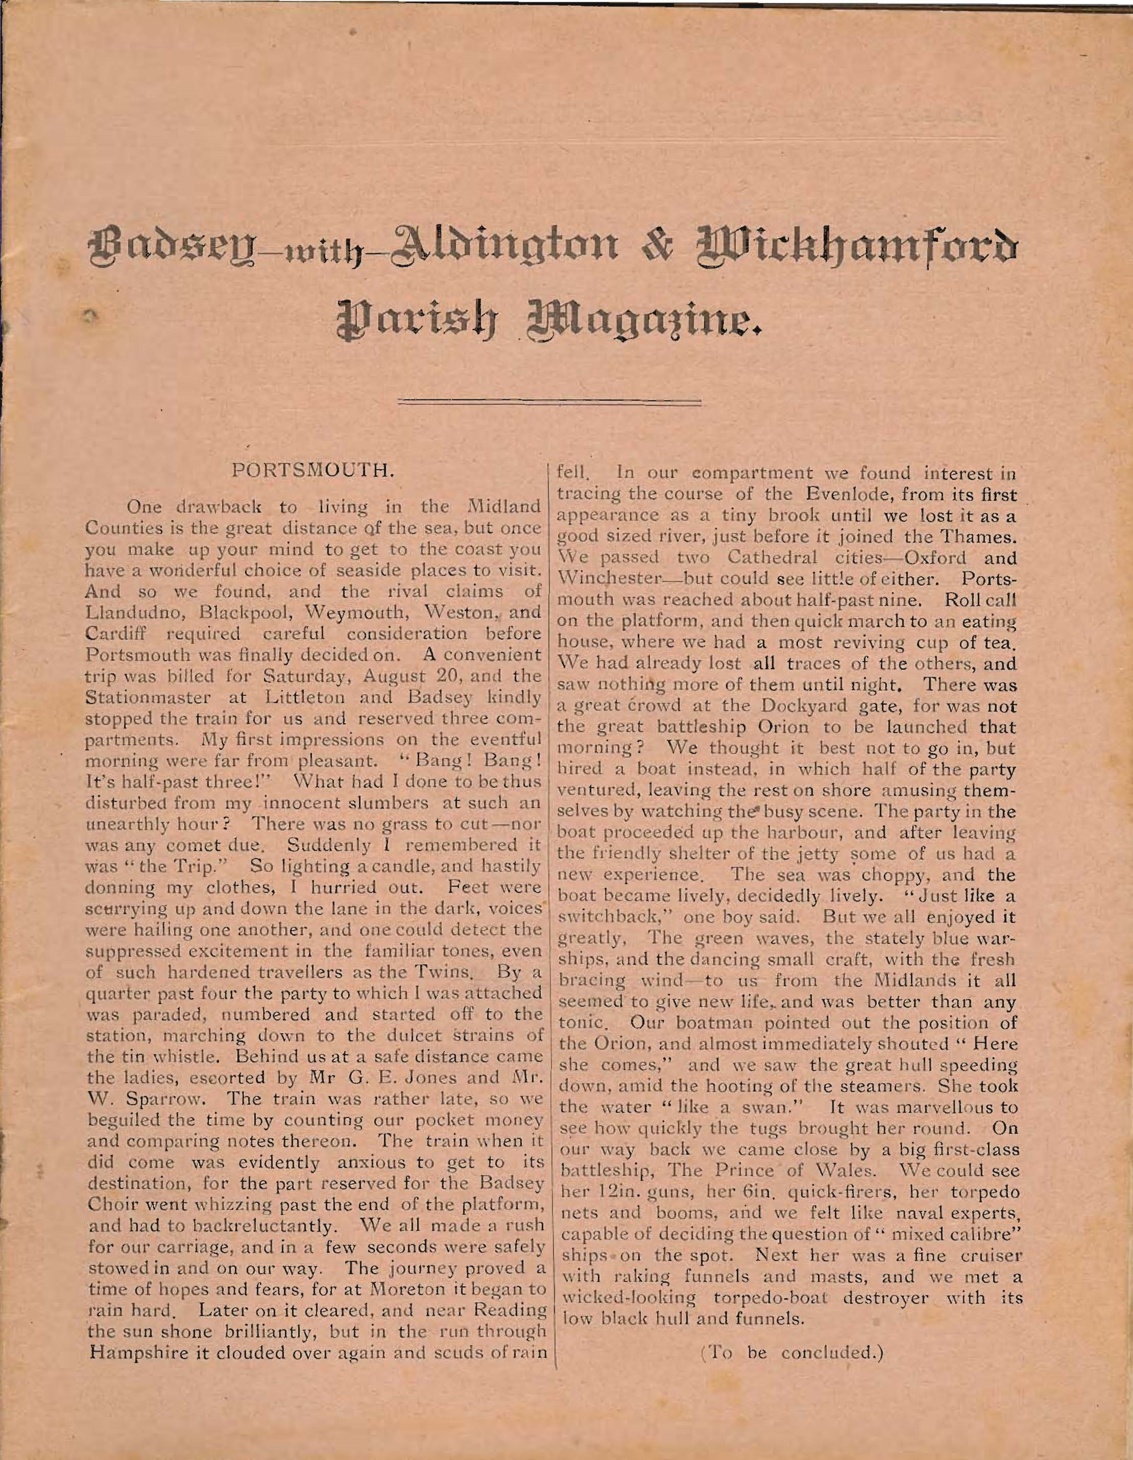 Badsey—with—Aldington & Wickhamford
Parish Magazine.
PORTSMOUTH.
One drawback to living in the Midland
Counties is the great distance of the sea, but once
you make up your mind to get to the coast you
have a wonderful choice of seaside places to visit.
And so we found, and the rival claims of
Llandudno, Blackpool, Weymouth, Weston, and
Cardiff required careful consideration before
Portsmouth was finally decided on. A convenient
trip was billed for Saturday, August 20, and the
Stationmaster at Littleton and Badsey kindly
stopped the train for us and reserved three com-
partments. My first impressions on the eventful
morning were far from pleasant. "Bang! Bang!
It's half-past three!" What had I done to be thus
disturbed from my innocent slumbers at such an
unearthly hour? There was no grass to cut—nor
was any comet due. Suddenly I remembered it
was "the Trip." So lighting a candle, and hastily
donning my clothes, I hurried out. Feet were
scurrying up and down the lane in the dark, voices
were hailing one another, and one could detect the
suppressed excitement in the familiar tones, even
of such hardened travellers as the Twins. By a
quarter past four the party to which I was attached
was paraded, numbered and started off to the
station, marching down to the dulcet strains of
the tin whistle. Behind us at a safe distance came
the ladies, escorted by Mr G. E. Jones and Mr.
W. Sparrow. The train was rather late, so we
beguiled the time by counting our pocket money
and comparing notes thereon. The train when it
did come was evidently anxious to get to its
destination, for the part reserved for the Badsey
Choir went whizzing past the end of the platform,
and had to back reluctantly. We all made a rush
for our carriage, and in a few seconds were safely
stowed in and on our way. The journey proved a
time of hopes and fears, for at Moreton it began to
rain hard. Later on it cleared, and near Reading
the sun shone brilliantly, but in the run through
Hampshire it clouded over again and scuds of rain
fell. In our compartment we found interest in
tracing the course of the Evenlode, from its first
appearance as a tiny brook until we lost it as a
good sized river, just before it joined the Thames.
We passed two Cathedral cities—Oxford and
Winchester—but could see little of either. Ports-
mouth was reached about half-past nine. Roll call
on the platform, and then quick march to an eating
house, where we had a most reviving cup of tea.
We had already lost all traces of the others, and
saw nothing more of them until night. There was
a great crowd at the Dockyard gate, for was not
the great battleship Orion to be launched that
morning? We thought it best not to go in, but
hired a boat instead, in which half of the party
ventured, leaving the rest on shore amusing them-
selves by watching the busy scene. The party in the
boat proceeded up the harbour, and after leaving
the friendly shelter of the jetty some of us had a
new experience. The sea was choppy, and the
boat became lively, decidedly lively. "Just like a
switchback," one boy said. But we all enjoyed it
greatly, The green waves, the stately blue war-
ships, and the dancing small craft, with the fresh
bracing wind—to us from the Midlands it all
seemed to give new life, and was better than any
tonic. Our boatman pointed out the position of
the Orion, and almost immediately shouted "Here
she comes," and we saw the great hull speeding
down, amid the hooting of the steamers. She took
the water "like a swan." It was marvellous to
see how quickly the tugs brought her round. On
our way back we came close by a big first-class
battleship, The Prince of Wales. We could see
her 12in. guns, her 6in. quick-firers, her torpedo
nets and booms, and we felt like naval experts,
capable of deciding the question of "mixed calibre"
ships on the spot. Next her was a fine cruiser
with raking funnels and masts, and we met a
wicked-looking torpedo-boat destroyer with its
low black hull and funnels.
(To be concluded.)